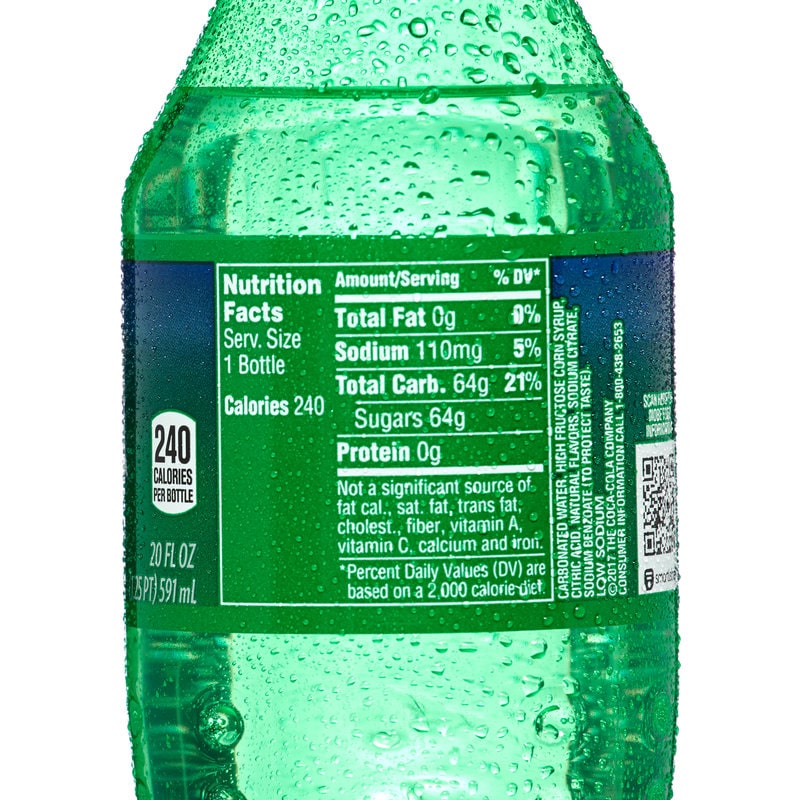 Nutrition
Facts
Serv. Size
1 Bottle
Calories 240
Amount/Serving % DV*
Total Fat 0g 0%
Sodium 110mg 5%
Total Carb. 64g 21%
Sugars 64g
Protein 0g
Not a significant source of
fat cal., sat. fat, trans fat,
cholest., fiber, vitamin A,
vitamin C, calcium and iron.
*Percent Daily Values (DV) are
based on a 2,000 calorie diet.
240
CALORIES
PER BOTTLE
20 FL OZ
PT) 591 mL
CARBONATED WATER, HIGH FRUCTOSE CORN SYRUP,
CITRIC ACID, NATURAL FLAVORS, SODIUM CITRATE,
SODIUM BENZOATE (TO PROTECT TASTE).
LOW SODIUM
©2017 THE COCA-COLA COMPANY
CONSUMER INFORMATION CALL 1-800-438-2653
SCAN